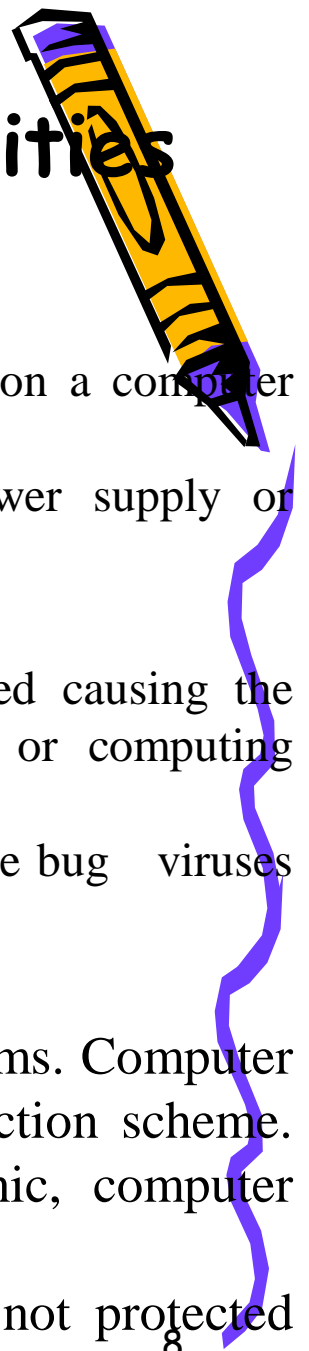 ities
on a computer
wer supply or
ed causing the
or computing
e bug viruses
ms. Computer
ction scheme.
nic, computer
not protected
8